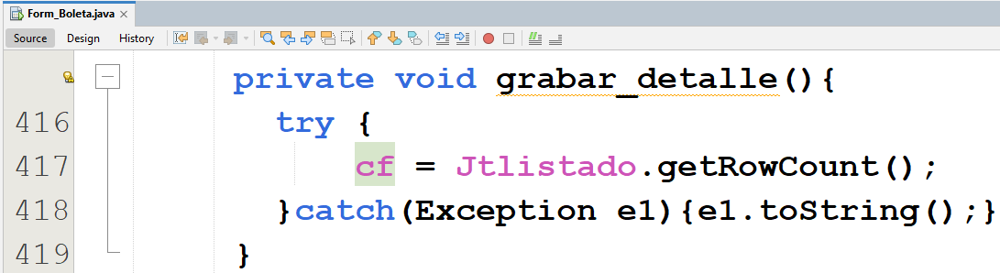 Form_Boleta.java
Source Design History
private void grabar_detalle(){
416 try {
417 cf = Jtlistado.getRowCount();
418 }catch(Exception e1){e1.toString();}
419 }